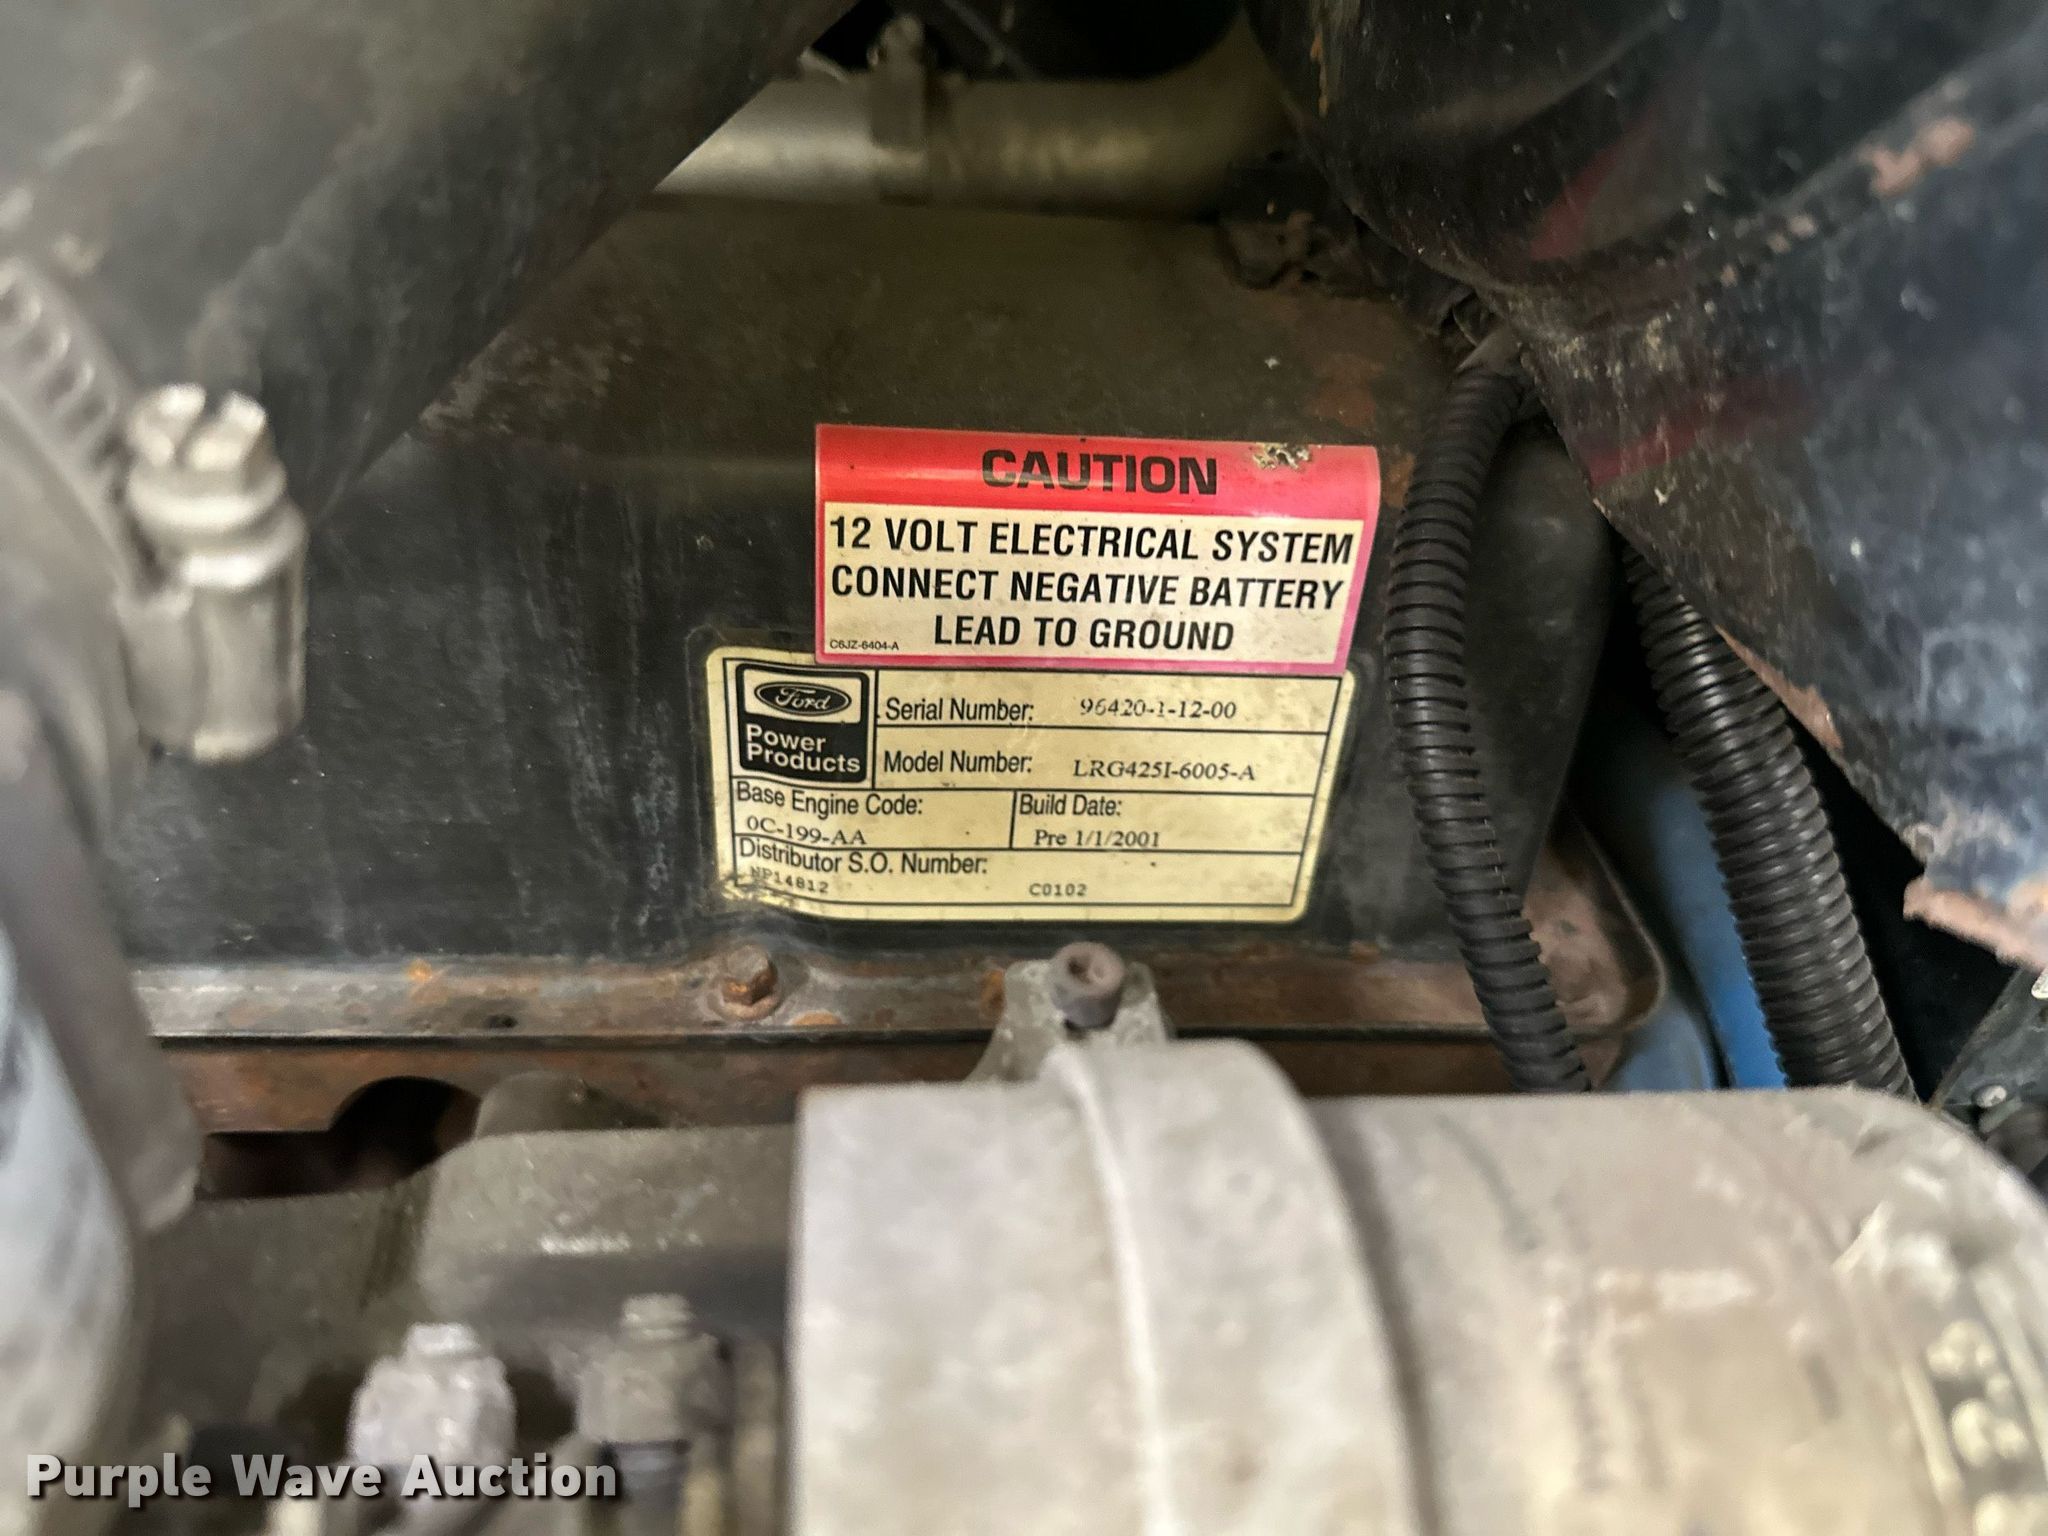 CAUTION
12 VOLT ELECTRICAL SYSTEM
CONNECT NEGATIVE BATTERY
LEAD TO GROUND
C6JZ-6404-A
Ford
Power
Products
Serial Number: 96420-1-12-00
Model Number: LRG425I-6005-A
Base Engine Code:
0C-199-AA
Build Date:
Pre 1/1/2001
Distributor S.O. Number:
NP14812 C0102
Purple Wave Auction